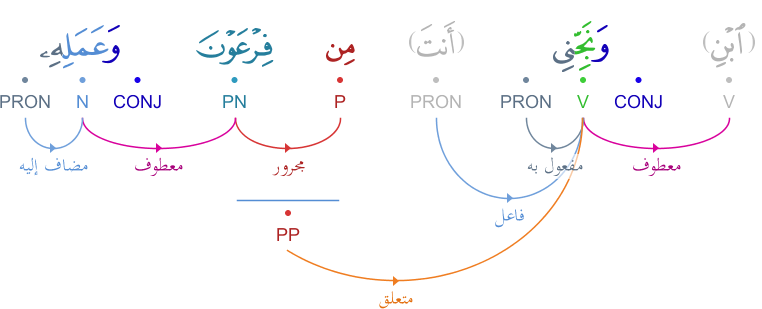 (ٱبْنِ) وَنَجِّنِى (أَنتَ) مِن فِرْعَوْنَ وَعَمَلِهِۦ
V CONJ V PRON PRON P PN CONJ N PRON
معطوف مفعول به مجرور معطوف مضاف إليه
فاعل
PP
متعلق